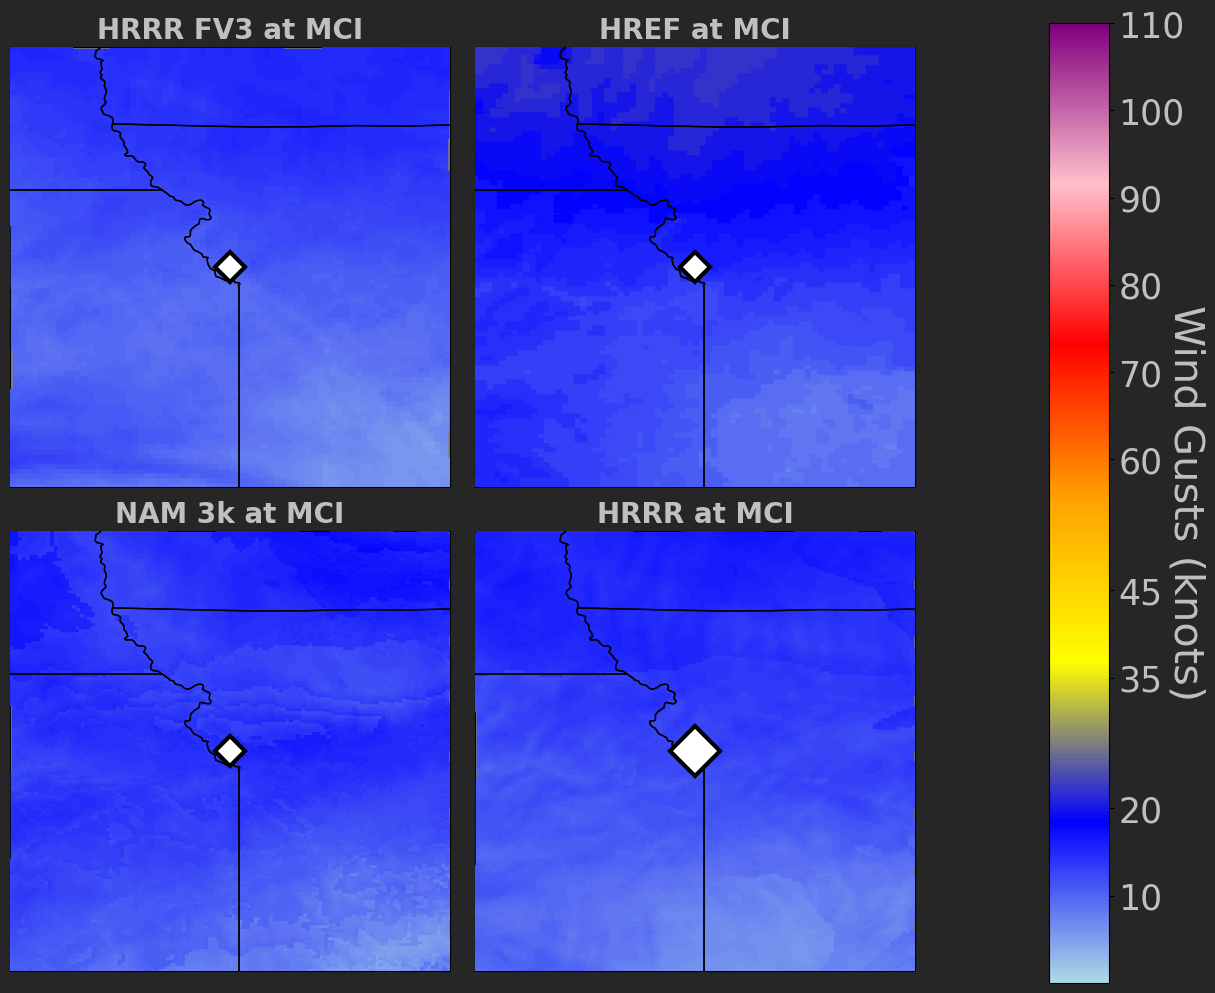 HRRR FV3 at MCI
HREF at MCI
NAM 3k at MCI
HRRR at MCI
110
100
90
80
70
60
45
35
20
10
Wind Gusts (knots)